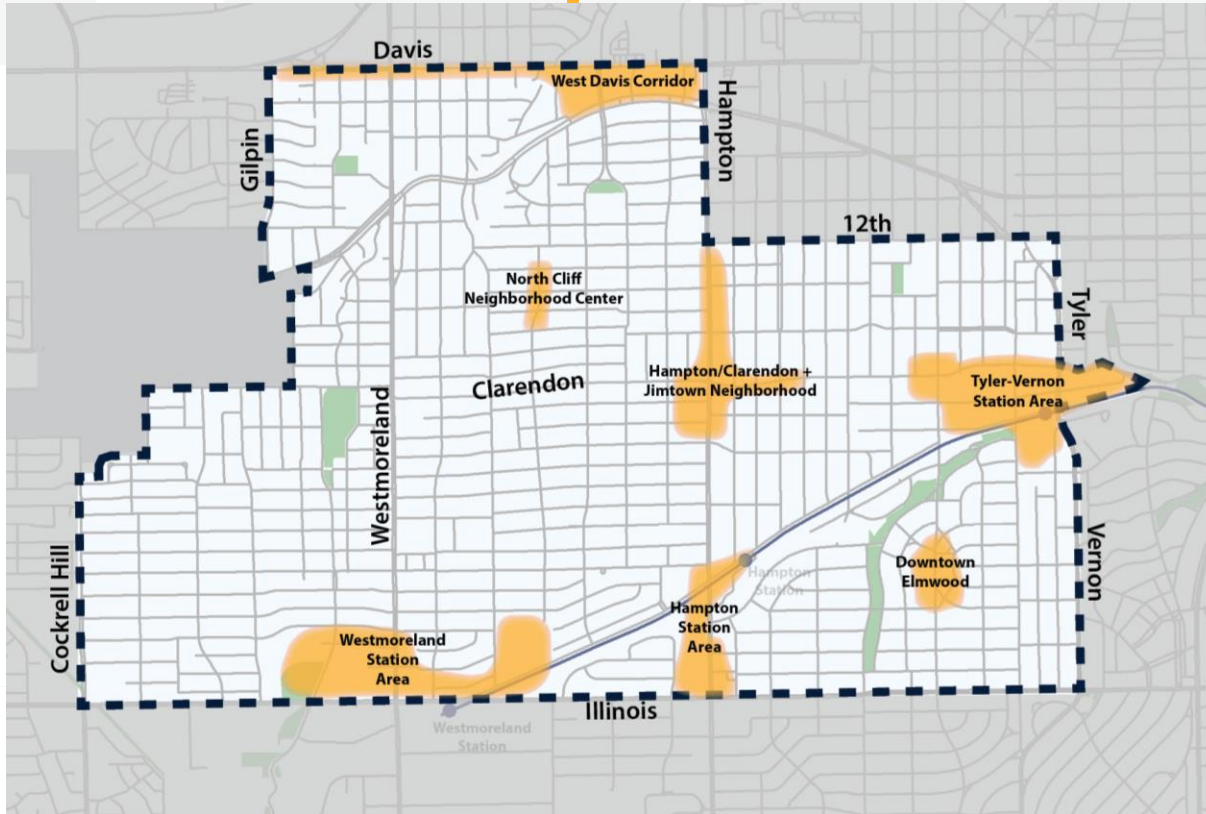 Davis
West Davis Corridor
Hampton
Gilpin
12th
North Cliff
Neighborhood Center
Tyler
Hampton/Clarendon +
Jimtown Neighborhood
Clarendon
Tyler-Vernon
Station Area
Westmoreland
Vernon
Downtown
Elmwood
Hampton
Station
Hampton
Station
Area
Cockrell Hill
Westmoreland
Station
Area
Illinois
Westmoreland
Station